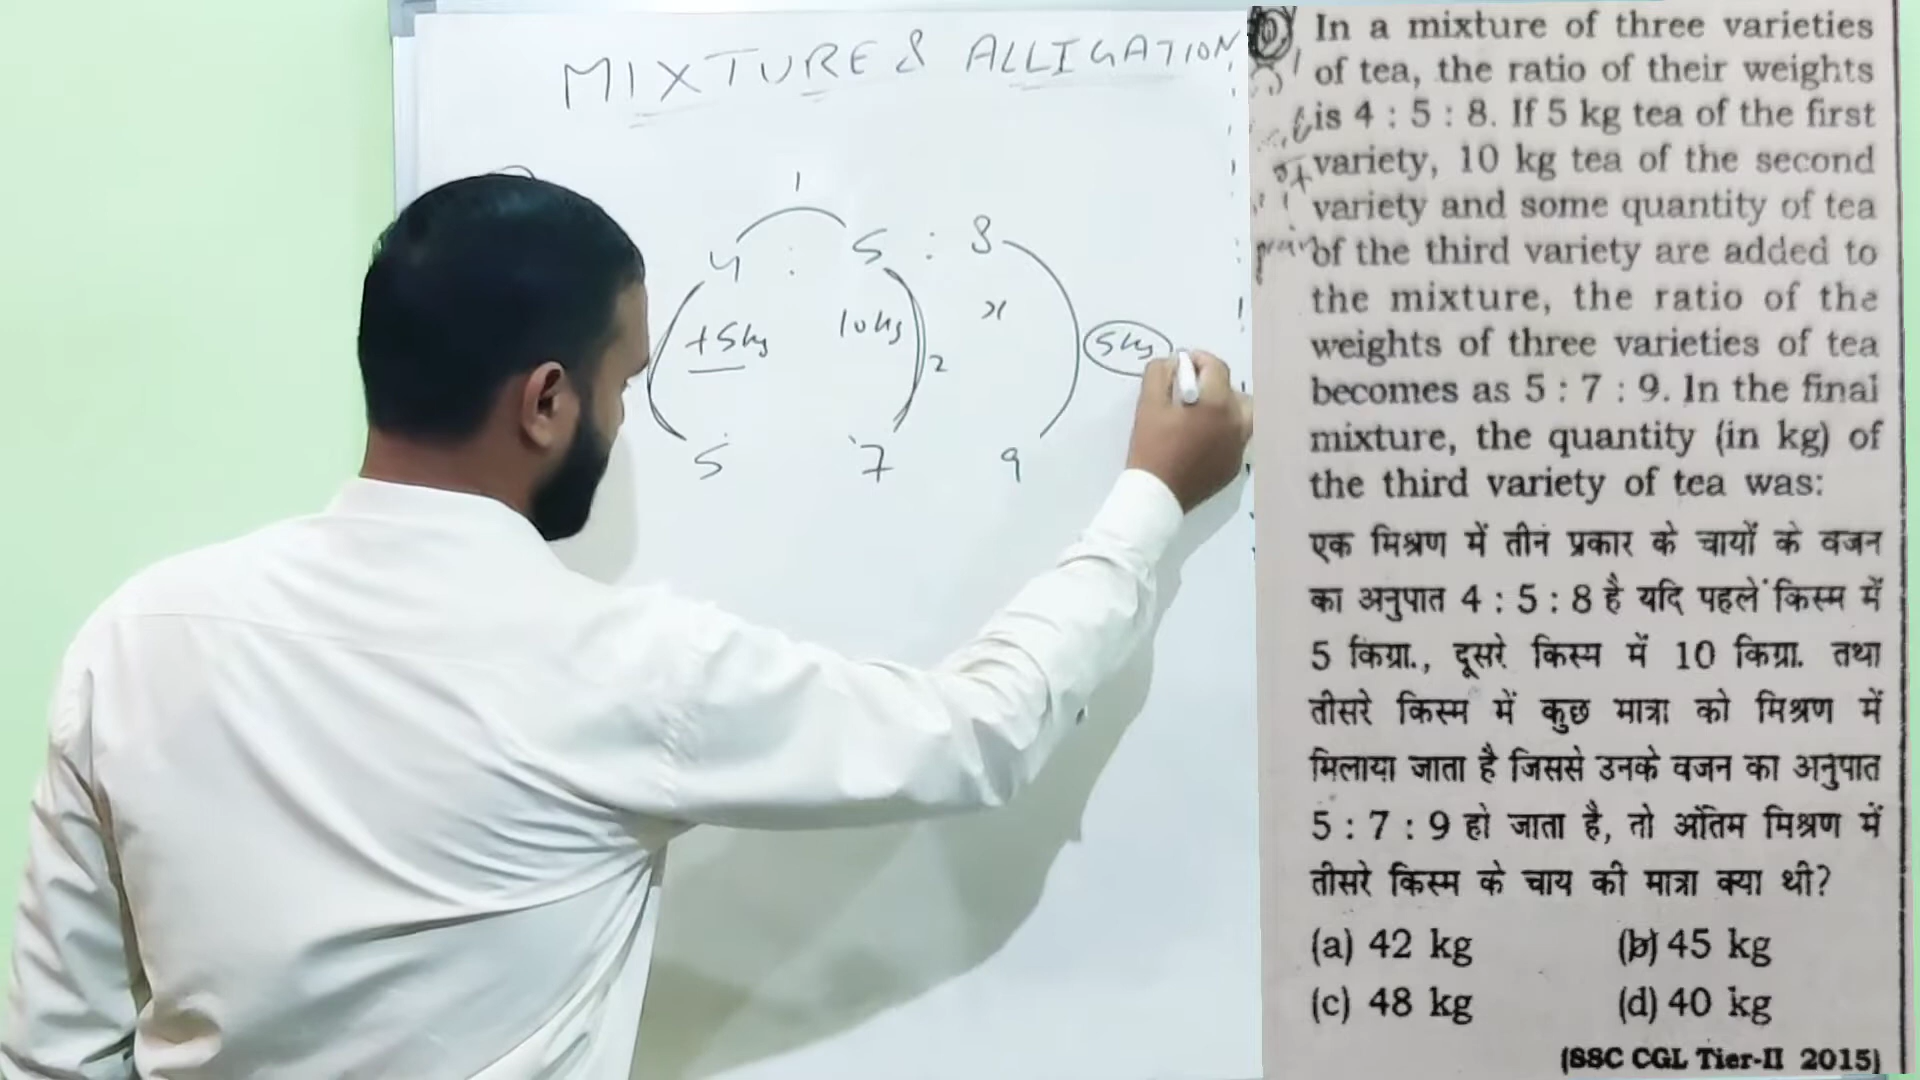 MIXTURE & ALLIGATION
1
4 : 5 : 8
+5kg 10kg x 5kg
2
5 7 9
In a mixture of three varieties
of tea, the ratio of their weights
is 4 : 5 : 8. If 5 kg tea of the first
variety, 10 kg tea of the second
variety and some quantity of tea
of the third variety are added to
the mixture, the ratio of the
weights of three varieties of tea
becomes as 5 : 7 : 9. In the final
mixture, the quantity (in kg) of
the third variety of tea was:
एक मिश्रण में तीन प्रकार के चायों के वजन
का अनुपात 4 : 5 : 8 है यदि पहले किस्म में
5 किग्रा., दूसरे किस्म में 10 किग्रा. तथा
तीसरे किस्म में कुछ मात्रा को मिश्रण में
मिलाया जाता है जिससे उनके वजन का अनुपात
5 : 7 : 9 हो जाता है, तो अंतिम मिश्रण में
तीसरे किस्म के चाय की मात्रा क्या थी?
(a) 42 kg (b) 45 kg
(c) 48 kg (d) 40 kg
(SSC CGL Tier-II 2015)